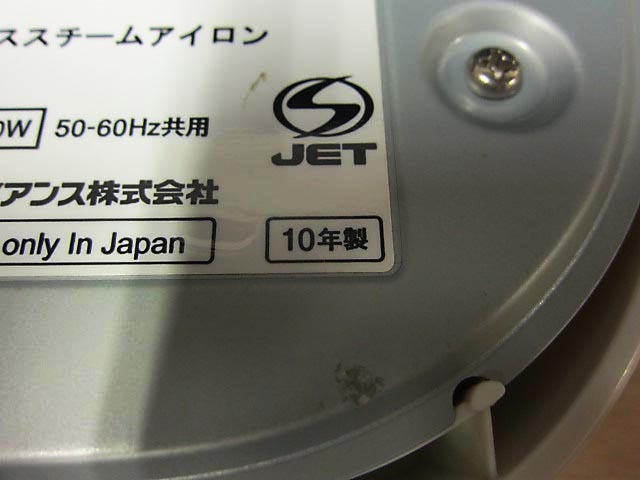 ススチームアイロン
0W 50-60Hz共用
JET
アンス株式会社
only In Japan 10年製